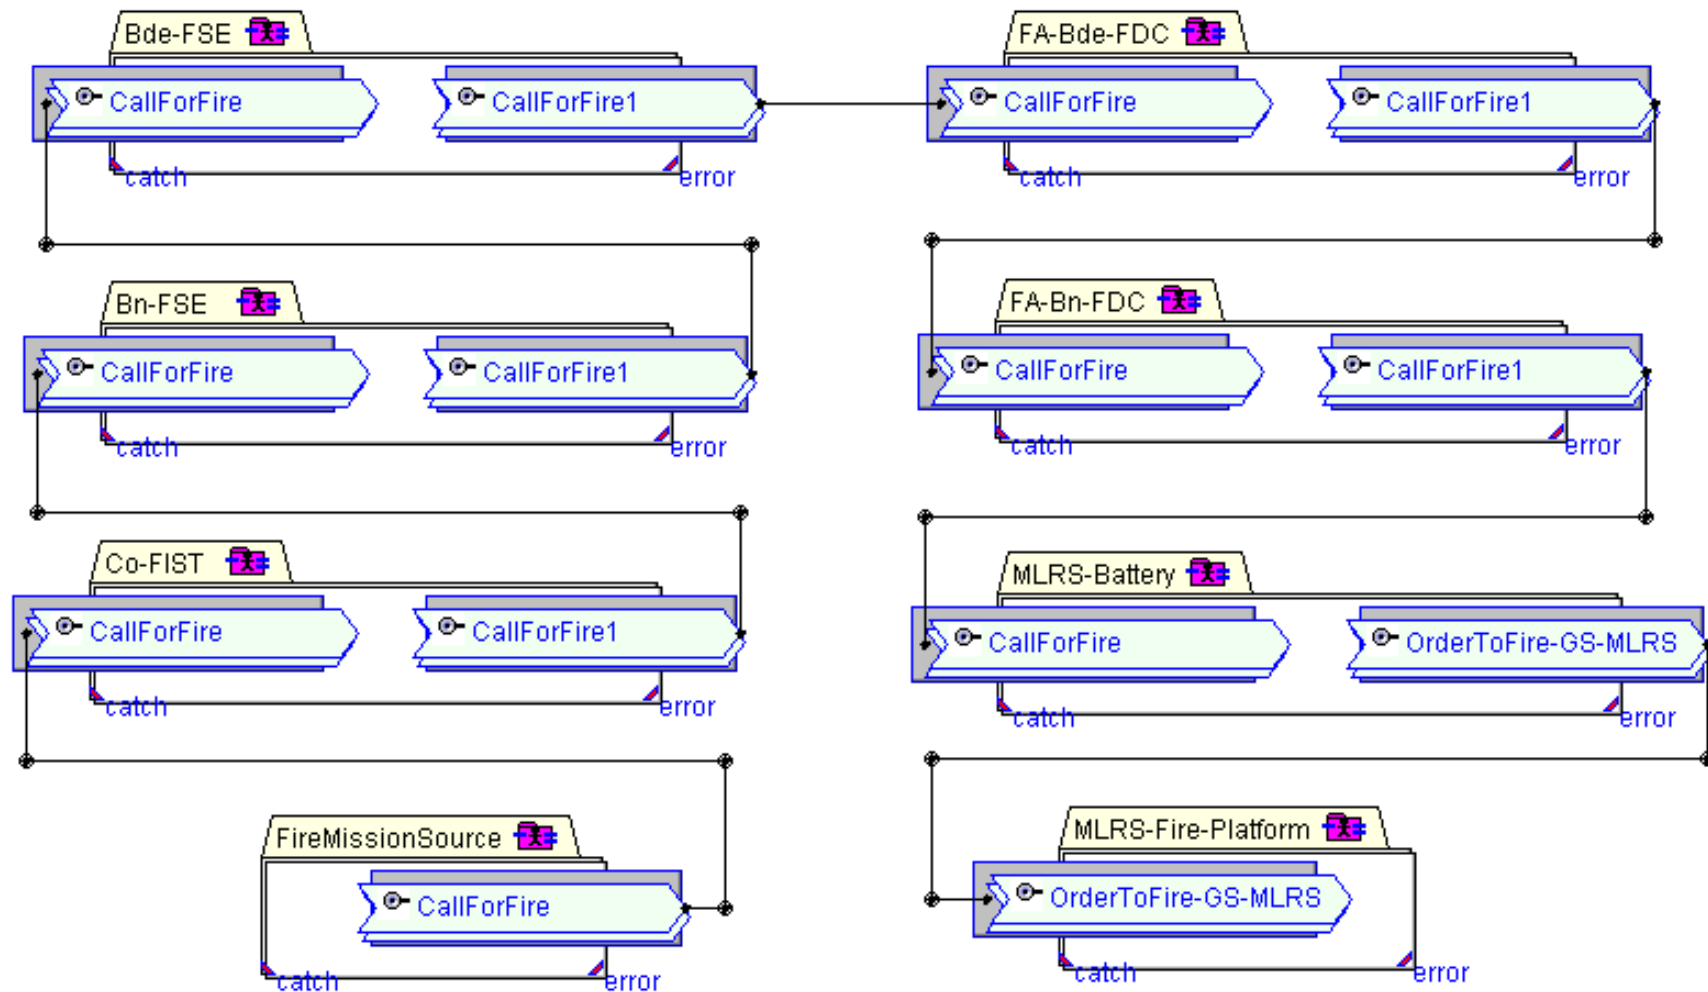 Bde-FSE
CallForFire
CallForFire1
catch
error
FA-Bde-FDC
CallForFire
CallForFire1
catch
error
Bn-FSE
CallForFire
CallForFire1
catch
error
FA-Bn-FDC
CallForFire
CallForFire1
catch
error
Co-FIST
CallForFire
CallForFire1
catch
error
MLRS-Battery
CallForFire
OrderToFire-GS-MLRS
catch
error
FireMissionSource
CallForFire
catch
error
MLRS-Fire-Platform
OrderToFire-GS-MLRS
catch
error